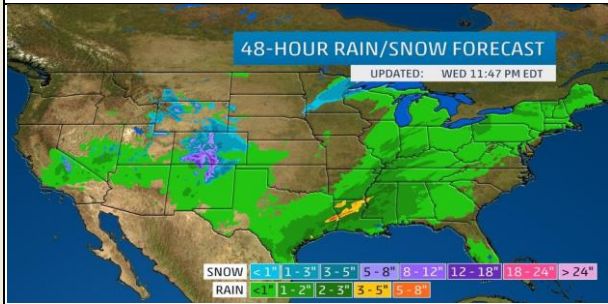 48-HOUR RAIN/SNOW FORECAST
UPDATED: WED 11:47 PM EDT
SNOW <1" 1-3" 3-5" 5-8" 8-12" 12-18" 18-24" >24"
RAIN <1" 1-2" 2-3" 3-5" 5-8"